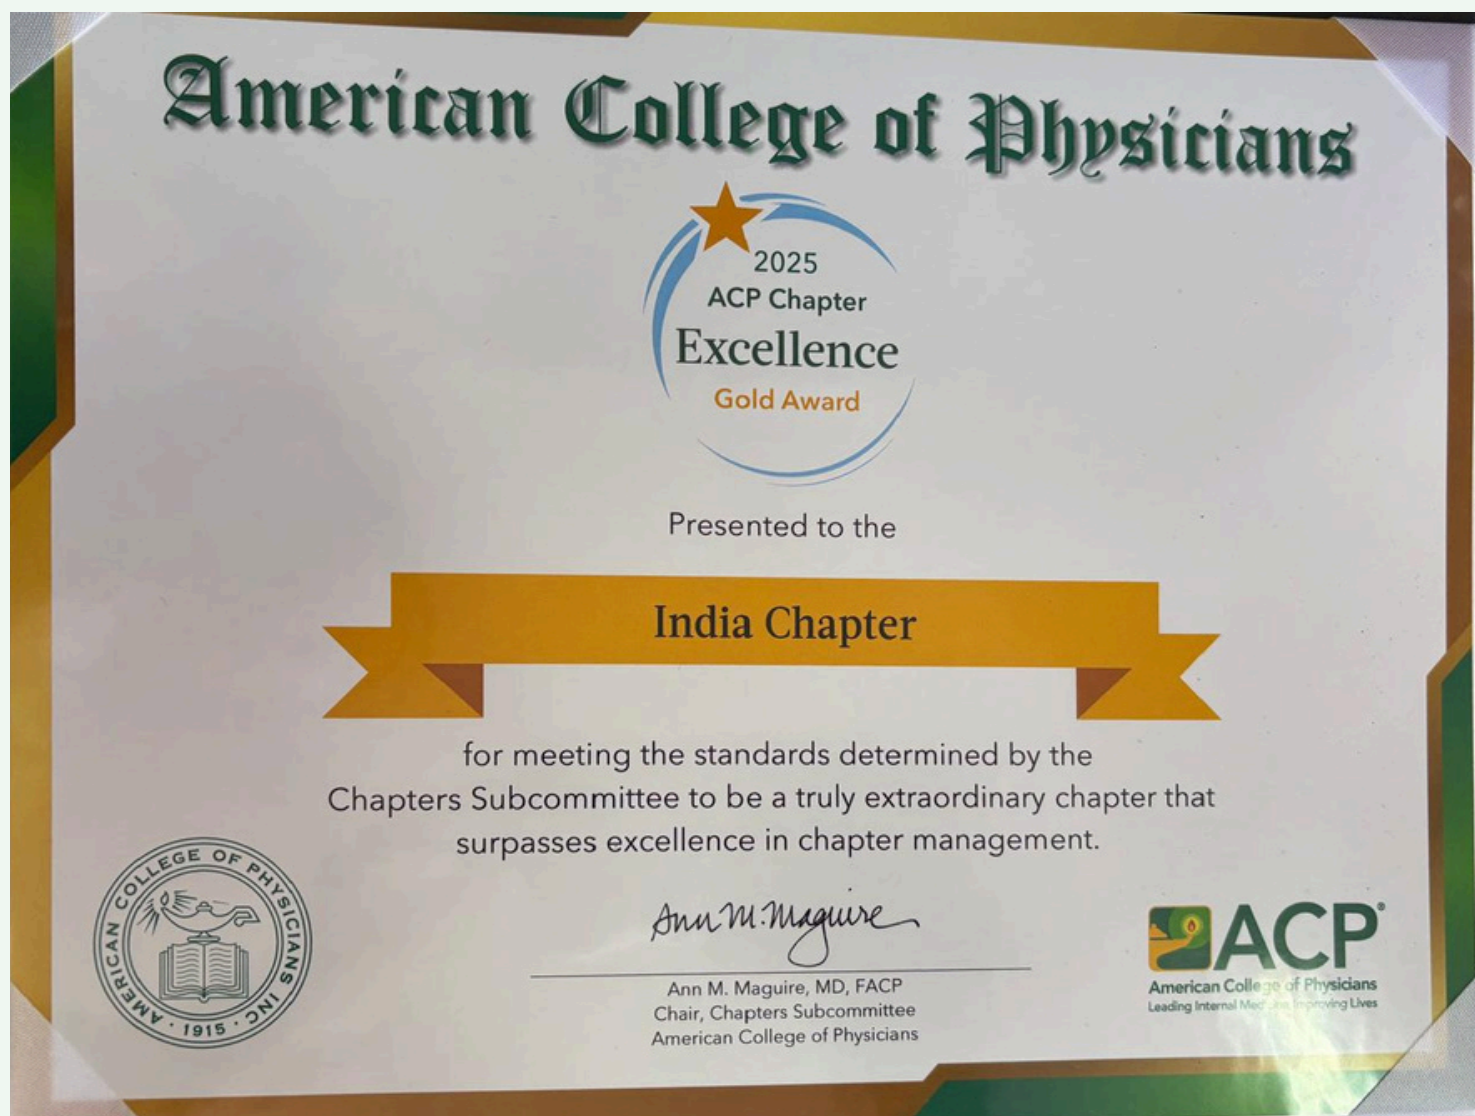 American College of Physicians
2025
ACP Chapter
Excellence
Gold Award
Presented to the
India Chapter
for meeting the standards determined by the
Chapters Subcommittee to be a truly extraordinary chapter that
surpasses excellence in chapter management.
Ann M. Maguire
Ann M. Maguire, MD, FACP
Chair, Chapters Subcommittee
American College of Physicians
AMERICAN COLLEGE OF PHYSICIANS INC · 1915 ·
ACP®
American College of Physicians
Leading Internal Medicine, Improving Lives